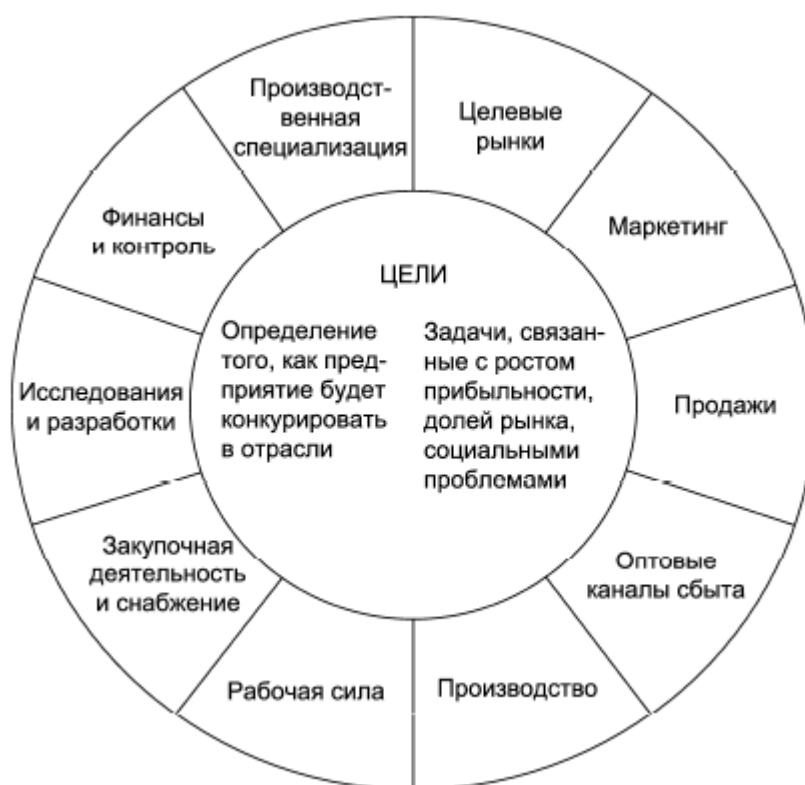 Производст-
венная
специализация
Целевые
рынки
Маркетинг
Продажи
Оптовые
каналы сбыта
Производство
Рабочая сила
Закупочная
деятельность
и снабжение
Исследования
и разработки
Финансы
и контроль
ЦЕЛИ
Определение
того, как пред-
приятие будет
конкурировать
в отрасли
Задачи, связан-
ные с ростом
прибыльности,
долей рынка,
социальными
проблемами